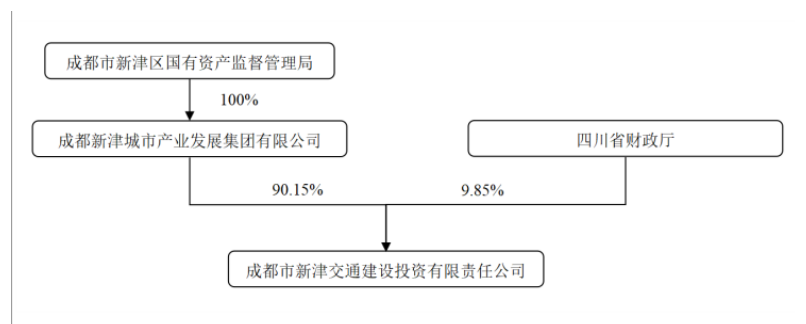 成都市新津区国有资产监督管理局
100%
成都新津城市产业发展集团有限公司
四川省财政厅
90.15%
9.85%
成都市新津交通建设投资有限责任公司